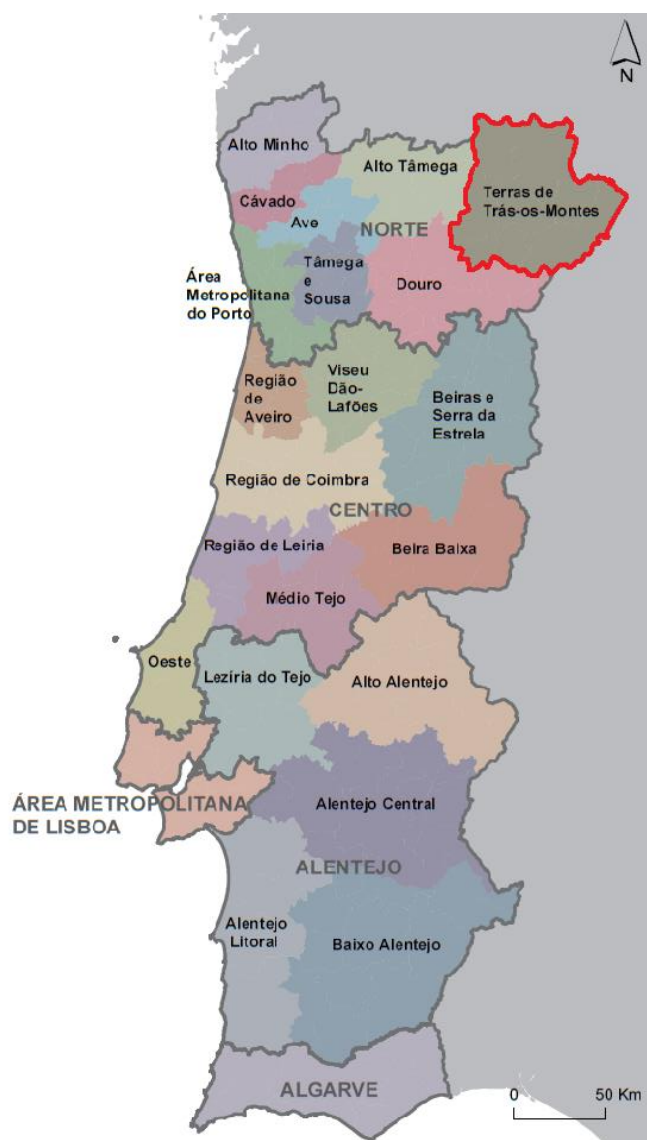 N
Alto Minho
Alto Tâmega
Terras de
Trás-os-Montes
Cávado
Ave
NORTE
Tâmega
e
Sousa
Douro
Área
Metropolitana
do Porto
Região
de
Aveiro
Viseu
Dão-
Lafões
Beiras e
Serra da
Estrela
Região de Coimbra
CENTRO
Região de Leiria
Beira Baixa
Médio Tejo
Oeste
Lezíria do Tejo
Alto Alentejo
ÁREA METROPOLITANA
DE LISBOA
Alentejo Central
ALENTEJO
Alentejo
Litoral
Baixo Alentejo
ALGARVE
0 50 Km